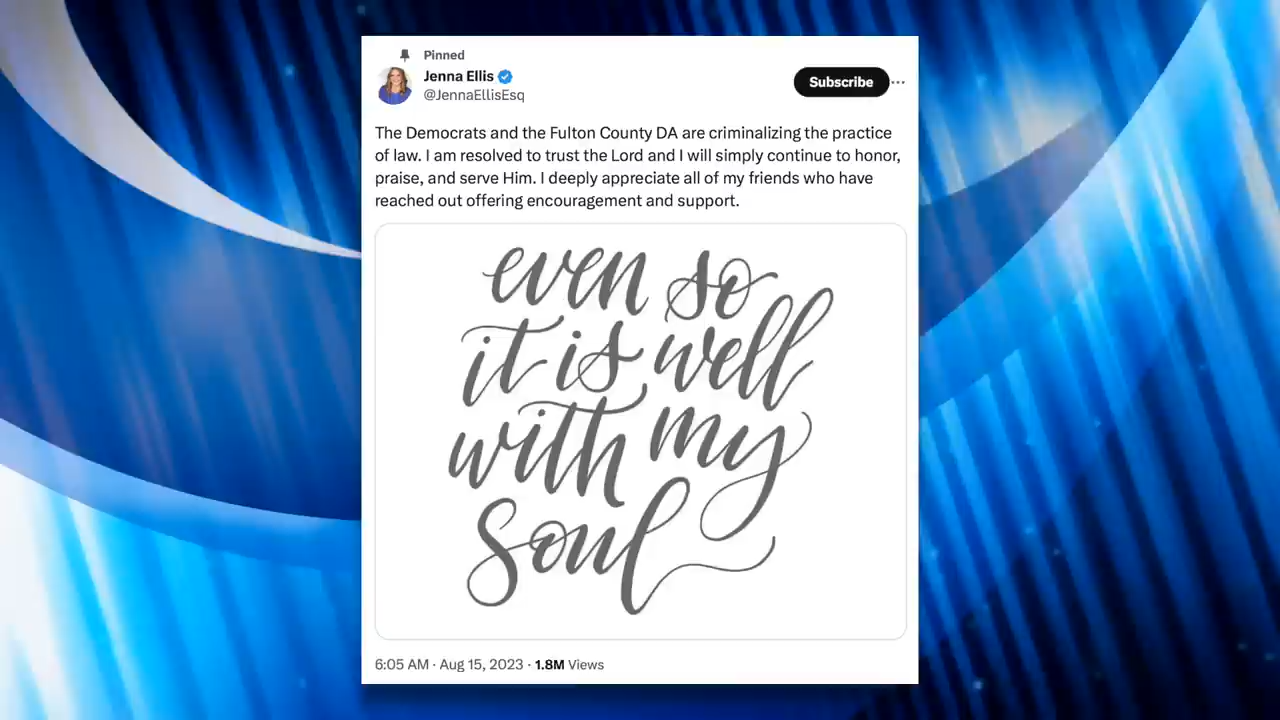 Pinned
Jenna Ellis
@JennaEllisEsq
Subscribe
The Democrats and the Fulton County DA are criminalizing the practice
of law. I am resolved to trust the Lord and I will simply continue to honor,
praise, and serve Him. I deeply appreciate all of my friends who have
reached out offering encouragement and support.
even so
it is well
with my
soul
6:05 AM · Aug 15, 2023 · 1.8M Views